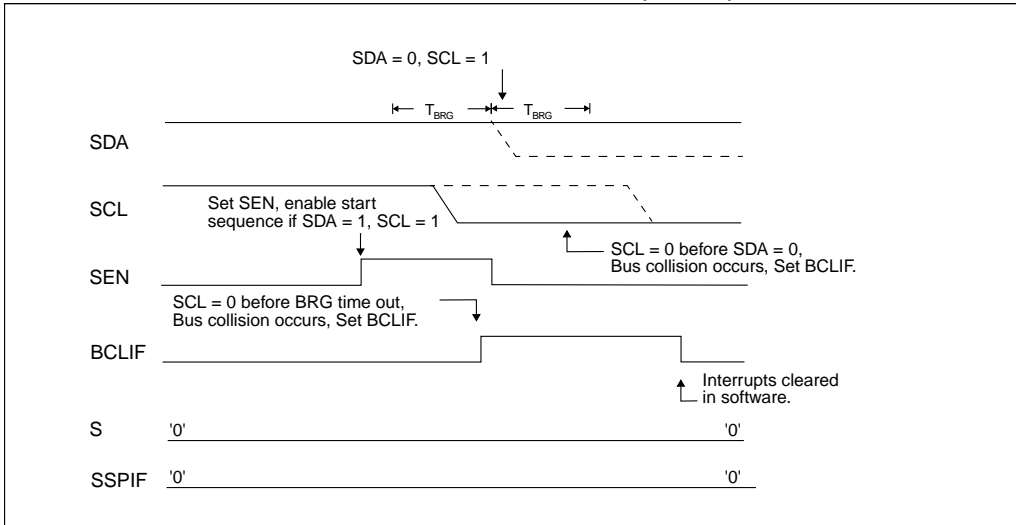 SDA = 0, SCL = 1
TBRG TBRG
SDA
SCL
Set SEN, enable start
sequence if SDA = 1, SCL = 1
SCL = 0 before SDA = 0,
Bus collision occurs, Set BCLIF.
SEN
SCL = 0 before BRG time out,
Bus collision occurs, Set BCLIF.
BCLIF
Interrupts cleared
in software.
S '0' '0'
SSPIF '0' '0'